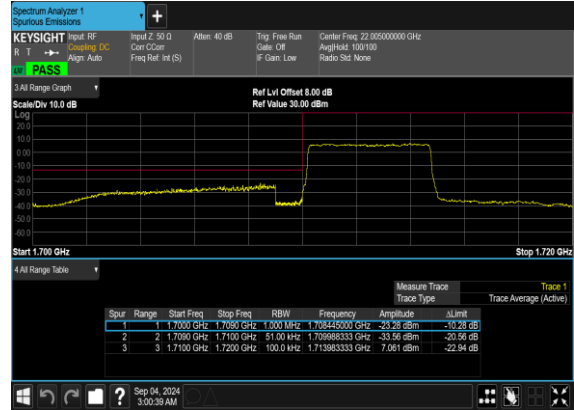 Spectrum Analyzer 1
Spurious Emissions
+
KEYSIGHT Input: RF Input Z: 50 Ω Atten: 40 dB Trig: Free Run Center Freq: 22.005000000 GHz
R T Coupling: DC Corr CCorr Gate: Off Avg|Hold: 100/100
Align: Auto Freq Ref: Int (S) IF Gain: Low Radio Std: None
PASS
3 All Range Graph
Ref Lvl Offset 8.00 dB
Scale/Div 10.0 dB Ref Value 30.00 dBm
Log
20.0
10.0
0.00
-10.0
-20.0
-30.0
-40.0
-50.0
-60.0
Start 1.700 GHz Stop 1.720 GHz
4 All Range Table
Measure Trace Trace 1
Trace Type Trace Average (Active)
Spur Range Start Freq Stop Freq RBW Frequency Amplitude ΔLimit
1 1 1.7000 GHz 1.7090 GHz 1.000 MHz 1.708445000 GHz -23.28 dBm -10.28 dB
2 2 1.7090 GHz 1.7100 GHz 51.00 kHz 1.709988333 GHz -33.56 dBm -20.56 dB
3 3 1.7100 GHz 1.7200 GHz 100.0 kHz 1.713983333 GHz 7.061 dBm -22.94 dB
?
Sep 04, 2024
3:00:39 AM